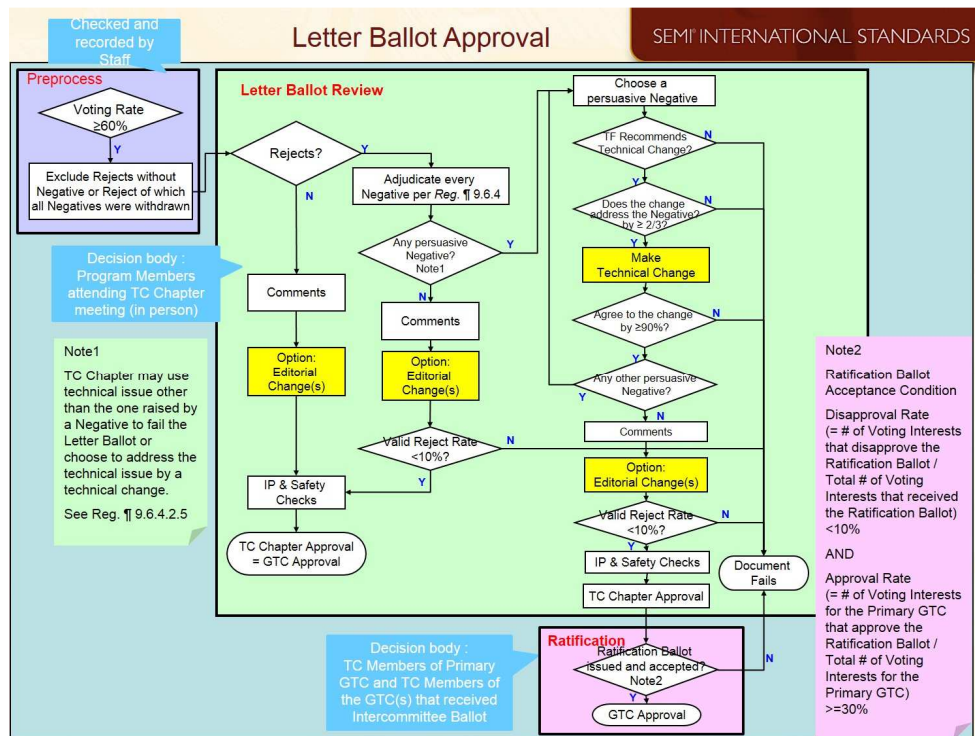 Letter Ballot Approval
SEMI® INTERNATIONAL STANDARDS
Checked and
recorded by
Staff
Preprocess
Voting Rate
≥60%
Y
Exclude Rejects without
Negative or Reject of which
all Negatives were withdrawn
Letter Ballot Review
Rejects?
Y
N
Adjudicate every
Negative per Reg. ¶ 9.6.4
Any persuasive
Negative?
Note1
Y
N
Comments
Comments
Option:
Editorial
Change(s)
Option:
Editorial
Change(s)
Valid Reject Rate
<10%?
N
Y
IP & Safety
Checks
TC Chapter Approval
= GTC Approval
Choose a
persuasive Negative
TF Recommends
Technical Change?
N
Y
Does the change
address the Negative?
by ≥ 2/3?
N
Y
Make
Technical Change
Agree to the change
by ≥90%?
N
Y
Any other persuasive
Negative?
Y
N
Comments
Option:
Editorial Change(s)
Valid Reject Rate
<10%?
N
Y
IP & Safety Checks
TC Chapter Approval
Document
Fails
Decision body :
Program Members
attending TC Chapter
meeting (in person)
Note1
TC Chapter may use
technical issue other
than the one raised by
a Negative to fail the
Letter Ballot or
choose to address the
technical issue by a
technical change.
See Reg. ¶ 9.6.4.2.5
Decision body :
TC Members of Primary
GTC and TC Members of
the GTC(s) that received
Intercommittee Ballot
Ratification
Ratification Ballot
issued and accepted?
Note2
N
Y
GTC Approval
Note2
Ratification Ballot
Acceptance Condition
Disapproval Rate
(= # of Voting Interests
that disapprove the
Ratification Ballot /
Total # of Voting
Interests that received
the Ratification Ballot)
<10%
AND
Approval Rate
(= # of Voting Interests
for the Primary GTC
that approve the
Ratification Ballot /
Total # of Voting
Interests for the
Primary GTC)
>=30%